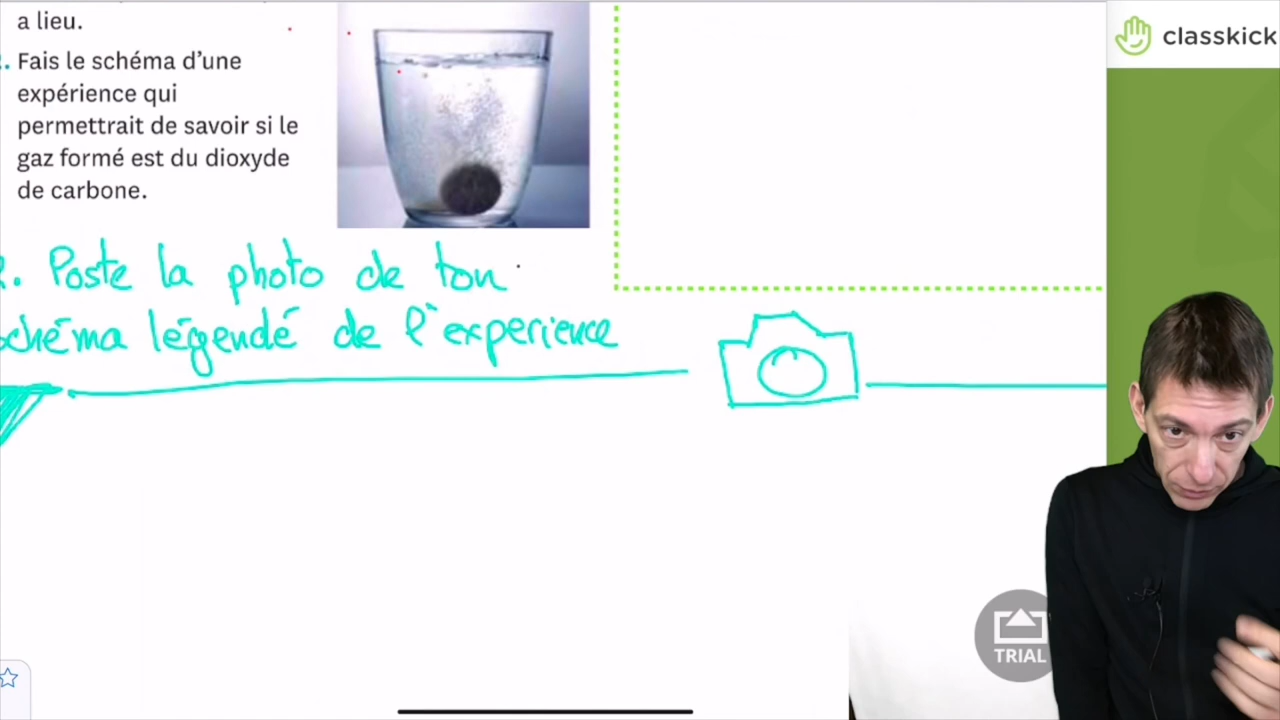 a lieu.
. Fais le schéma d'une
expérience qui
permettrait de savoir si le
gaz formé est du dioxyde
de carbone.
. Poste la photo de ton
schéma légendé de l'experience
classkick
TRIAL